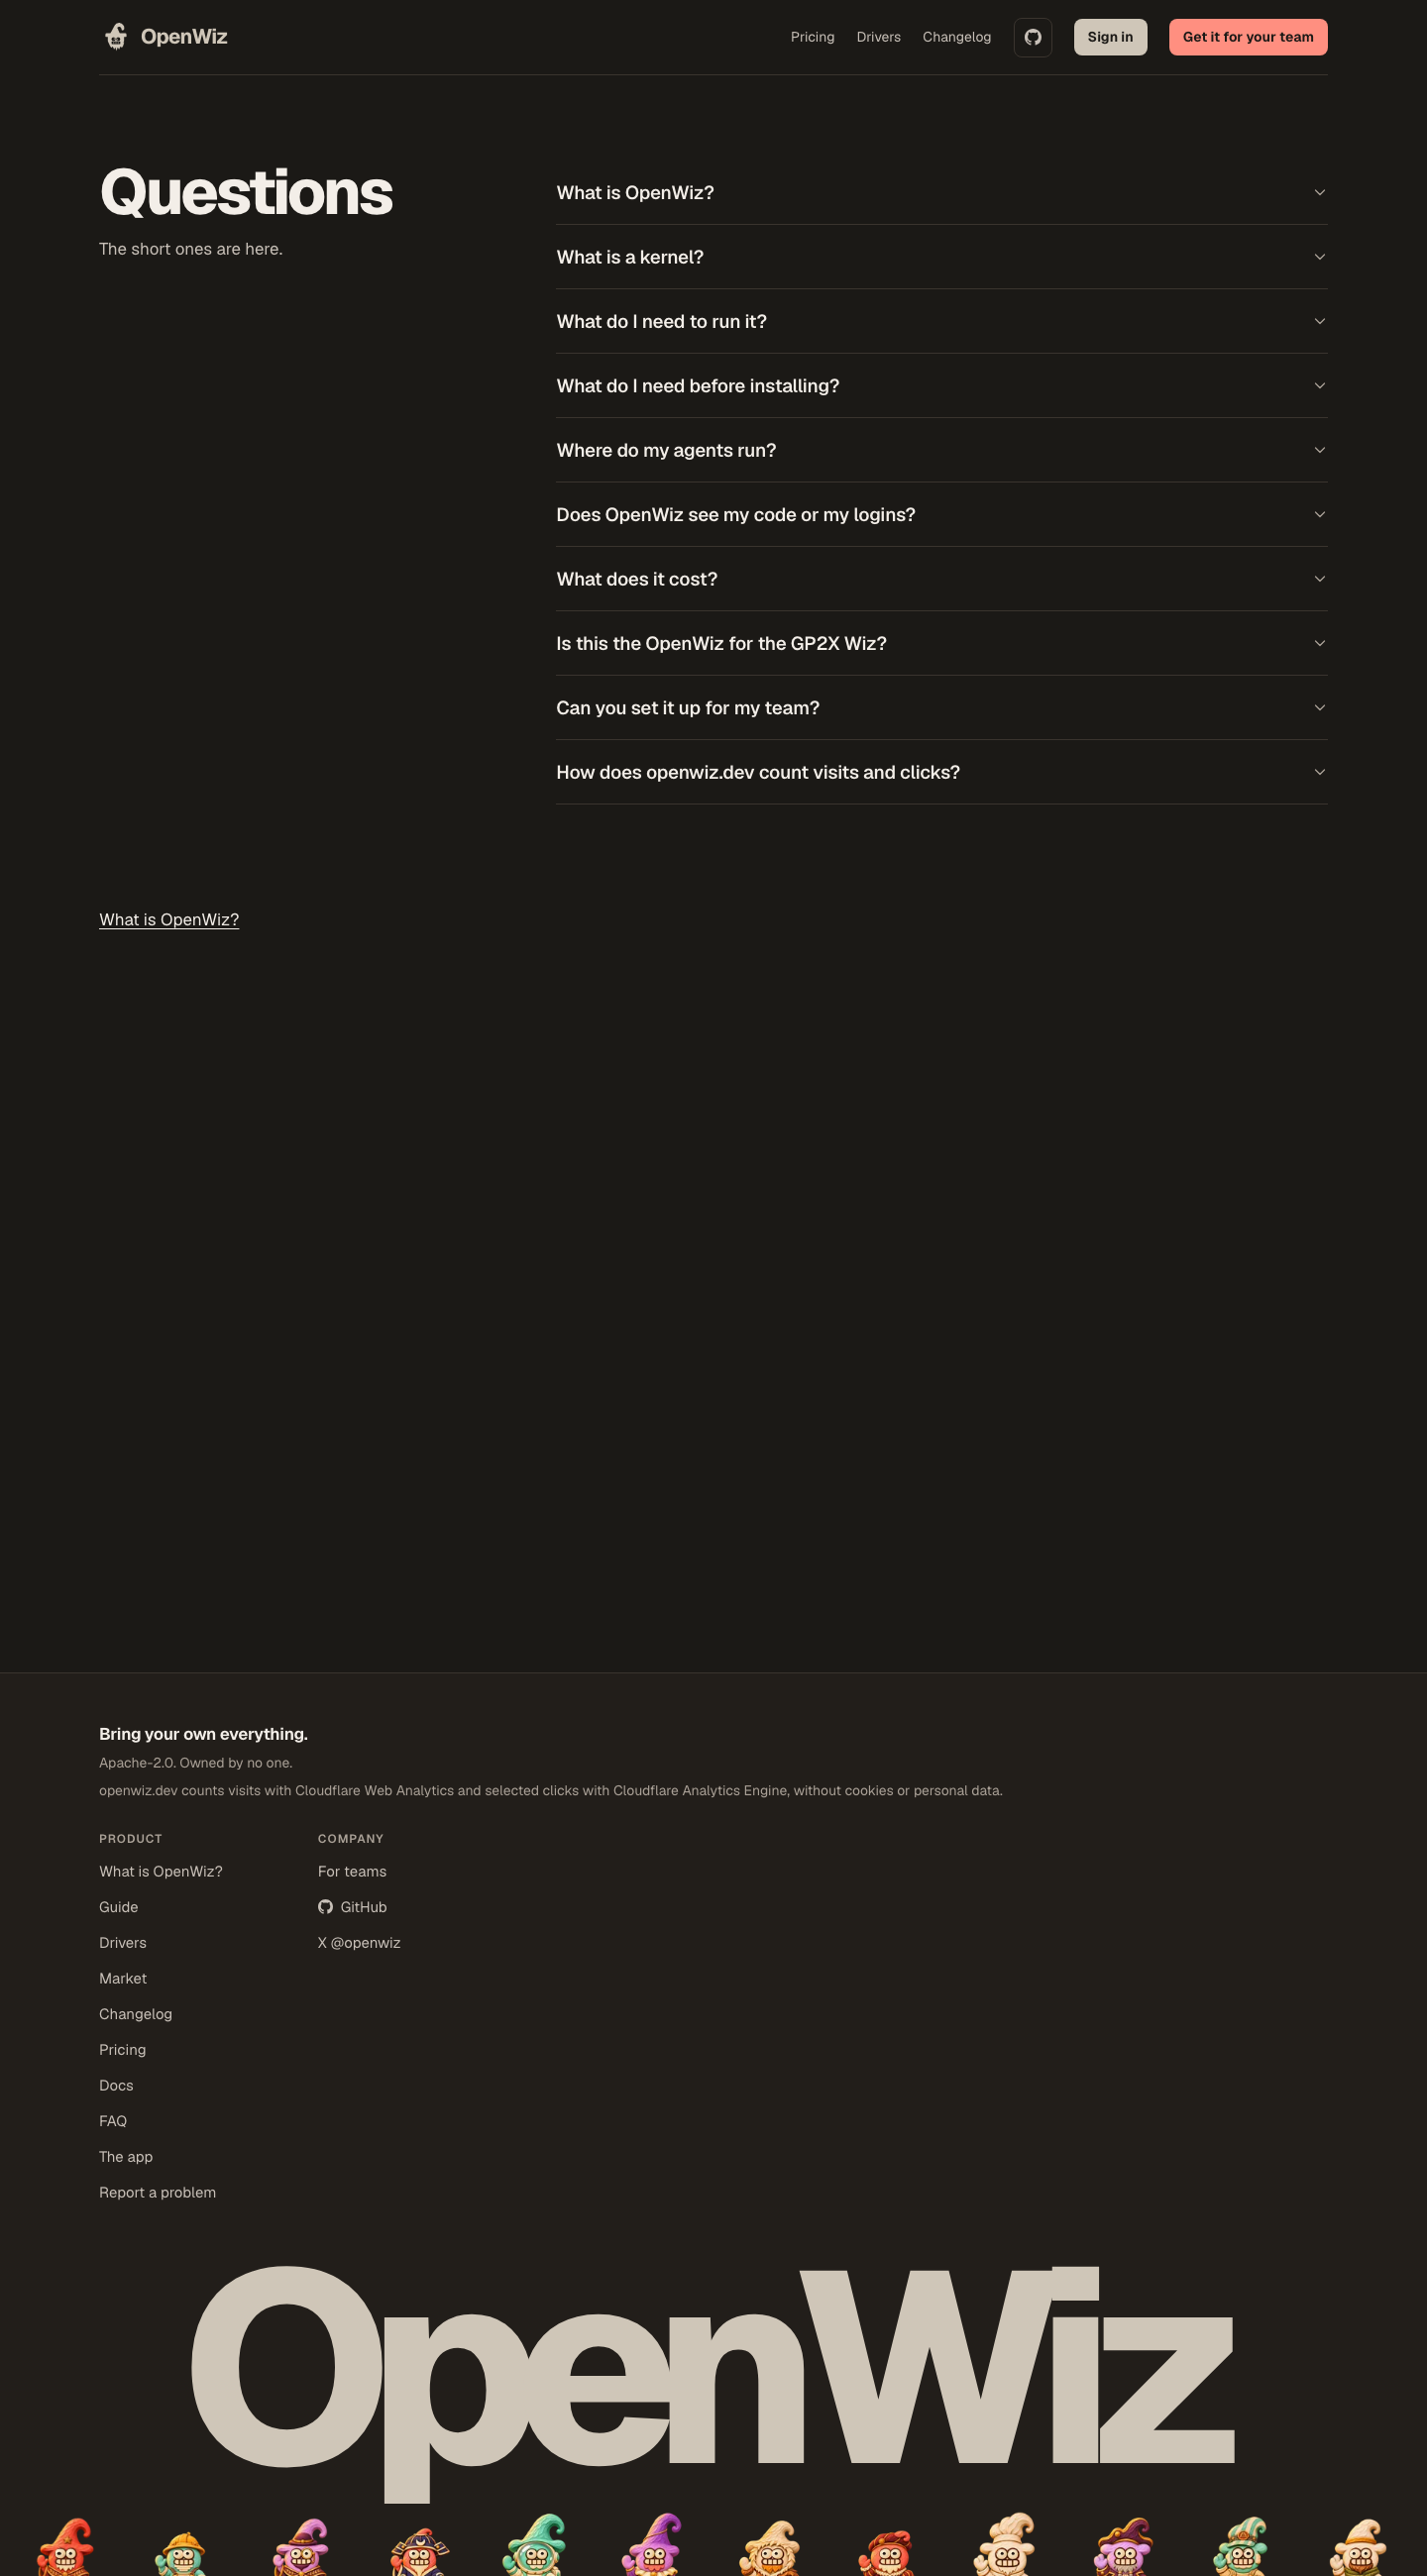 OpenWiz
Pricing
Drivers
Changelog
Sign in
Get it for your team
Questions
The short ones are here.
What is OpenWiz?
What is a kernel?
What do I need to run it?
What do I need before installing?
Where do my agents run?
Does OpenWiz see my code or my logins?
What does it cost?
Is this the OpenWiz for the GP2X Wiz?
Can you set it up for my team?
How does openwiz.dev count visits and clicks?
What is OpenWiz?
Bring your own everything.
Apache-2.0. Owned by no one.
openwiz.dev counts visits with Cloudflare Web Analytics and selected clicks with Cloudflare Analytics Engine, without cookies or personal data.
PRODUCT
What is OpenWiz?
Guide
Drivers
Market
Changelog
Pricing
Docs
FAQ
The app
Report a problem
COMPANY
For teams
GitHub
X @openwiz
OpenWiz